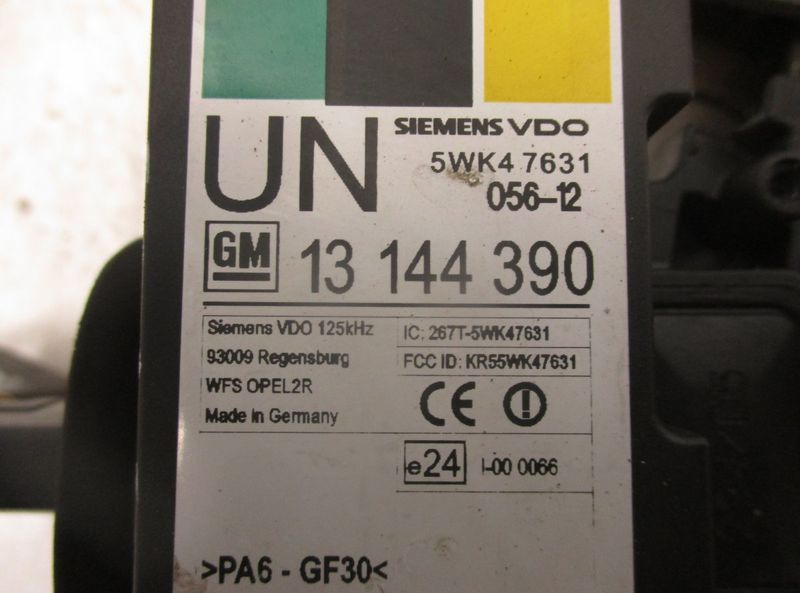 UN
SIEMENS VDO
5WK4 7631
056-12
GM 13 144 390
Siemens VDO 125kHz
93009 Regensburg
WFS OPEL2R
Made in Germany
IC: 267T-5WK47631
FCC ID: KR55WK47631
CE
e24 I-00 0066
>PA6 - GF30<